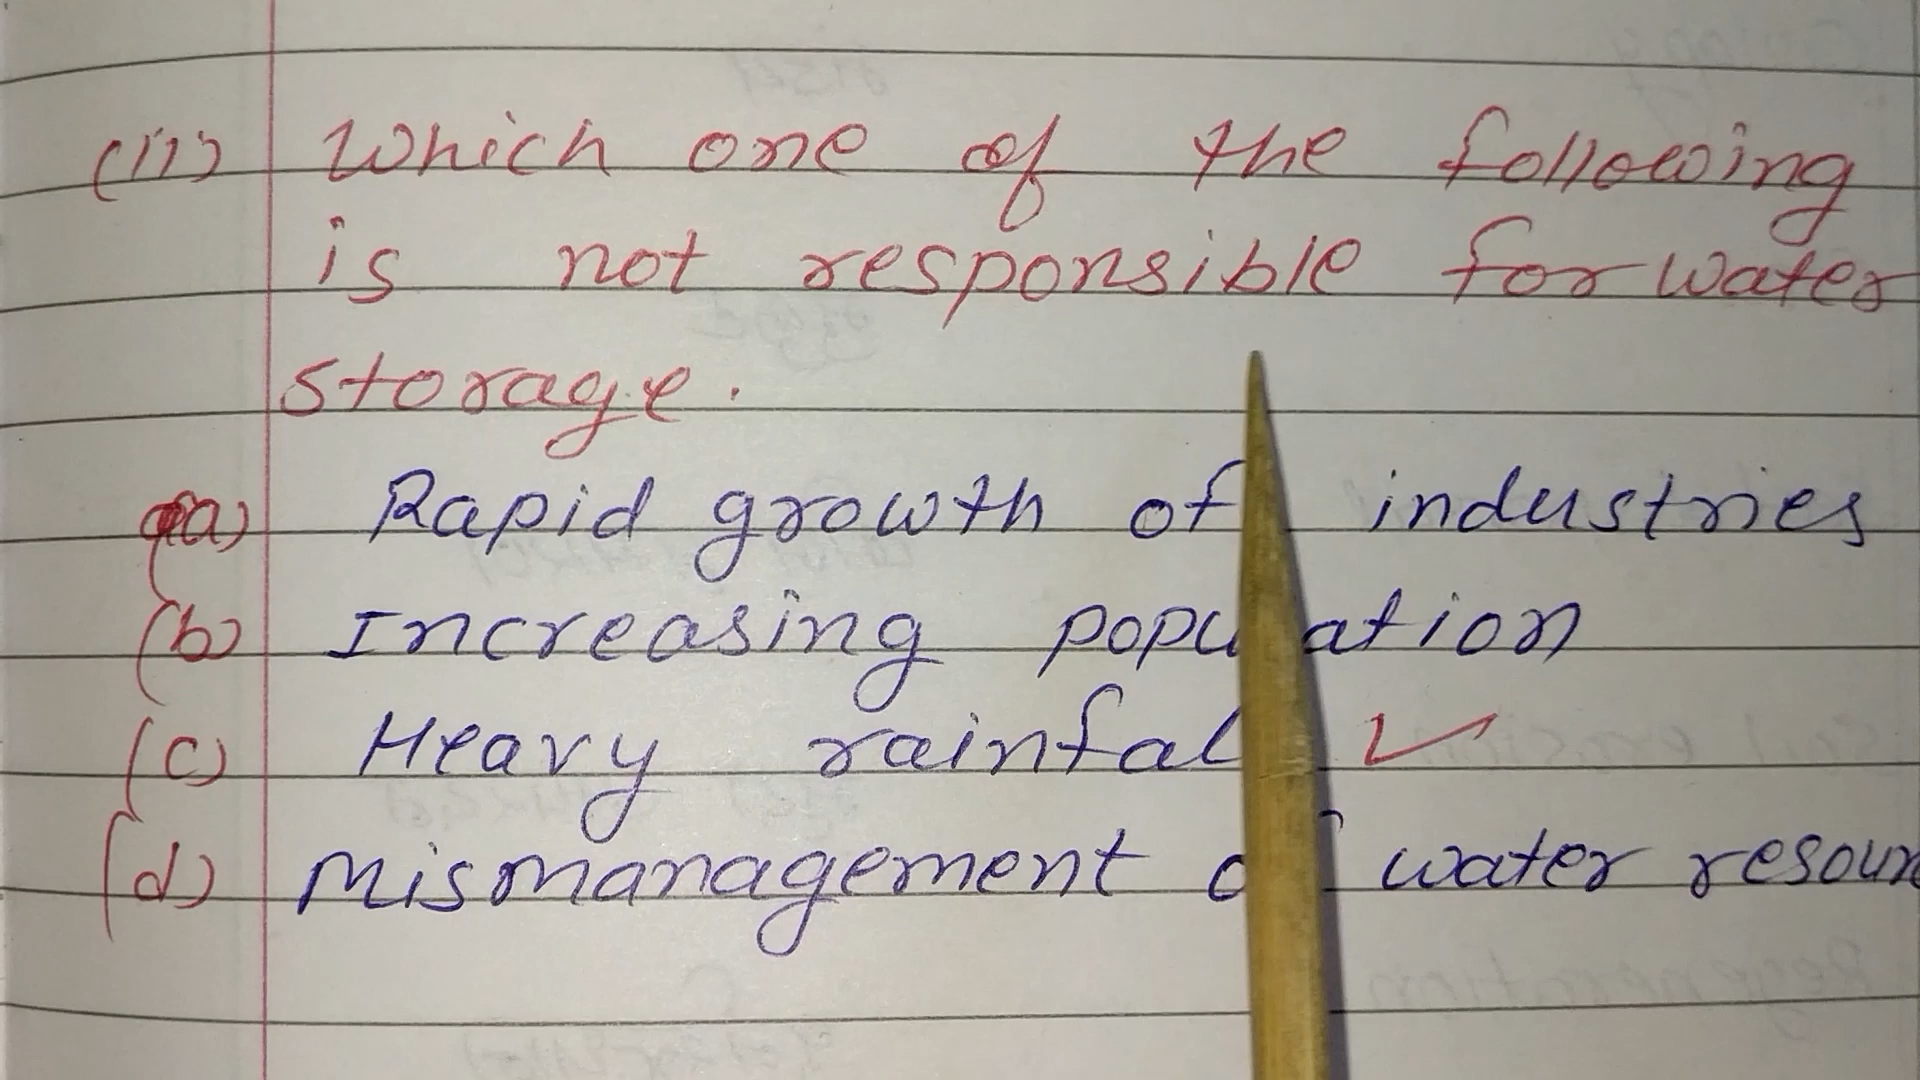 (ii) Which one of the following
is not responsible for water
storage.
(a) Rapid growth of industries
(b) Increasing population
(c) Heavy rainfal
(d) Mismanagement of water resour